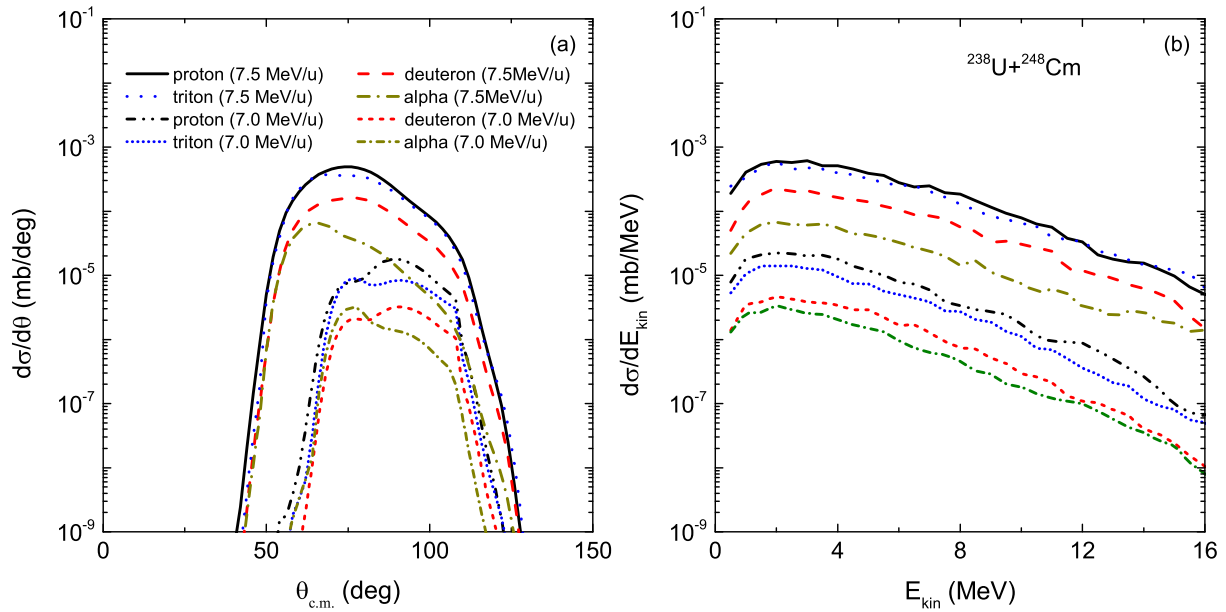 (a)
proton (7.5 MeV/u) deuteron (7.5MeV/u)
triton (7.5 MeV/u) alpha (7.5MeV/u)
proton (7.0 MeV/u) deuteron (7.0 MeV/u)
triton (7.0 MeV/u) alpha (7.0 MeV/u)
10⁻¹
10⁻³
10⁻⁵
10⁻⁷
10⁻⁹
dσ/dθ (mb/deg)
0 50 100 150
θc.m. (deg)
(b)
²³⁸U+²⁴⁸Cm
10⁻¹
10⁻³
10⁻⁵
10⁻⁷
10⁻⁹
dσ/dEkin (mb/MeV)
0 4 8 12 16
Ekin (MeV)